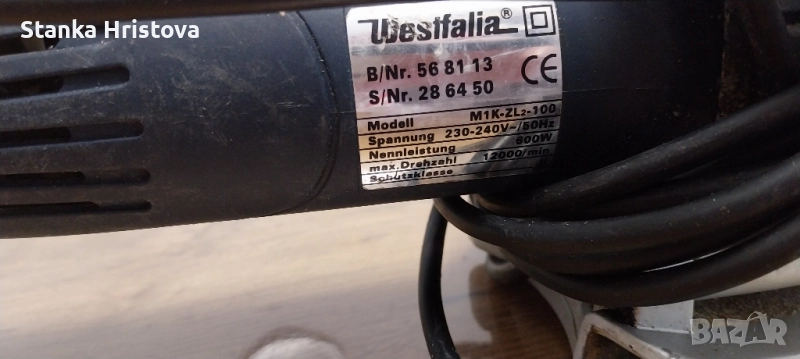 Stanka Hristova
Westfalia®
B/Nr. 56 81 13
S/Nr. 28 64 50
CE
Modell M1K-ZL2-100
Spannung 230-240V~/50Hz
Nennleistung 600W
max.Drehzahl 12000/min
Schutzklasse
BAZAR